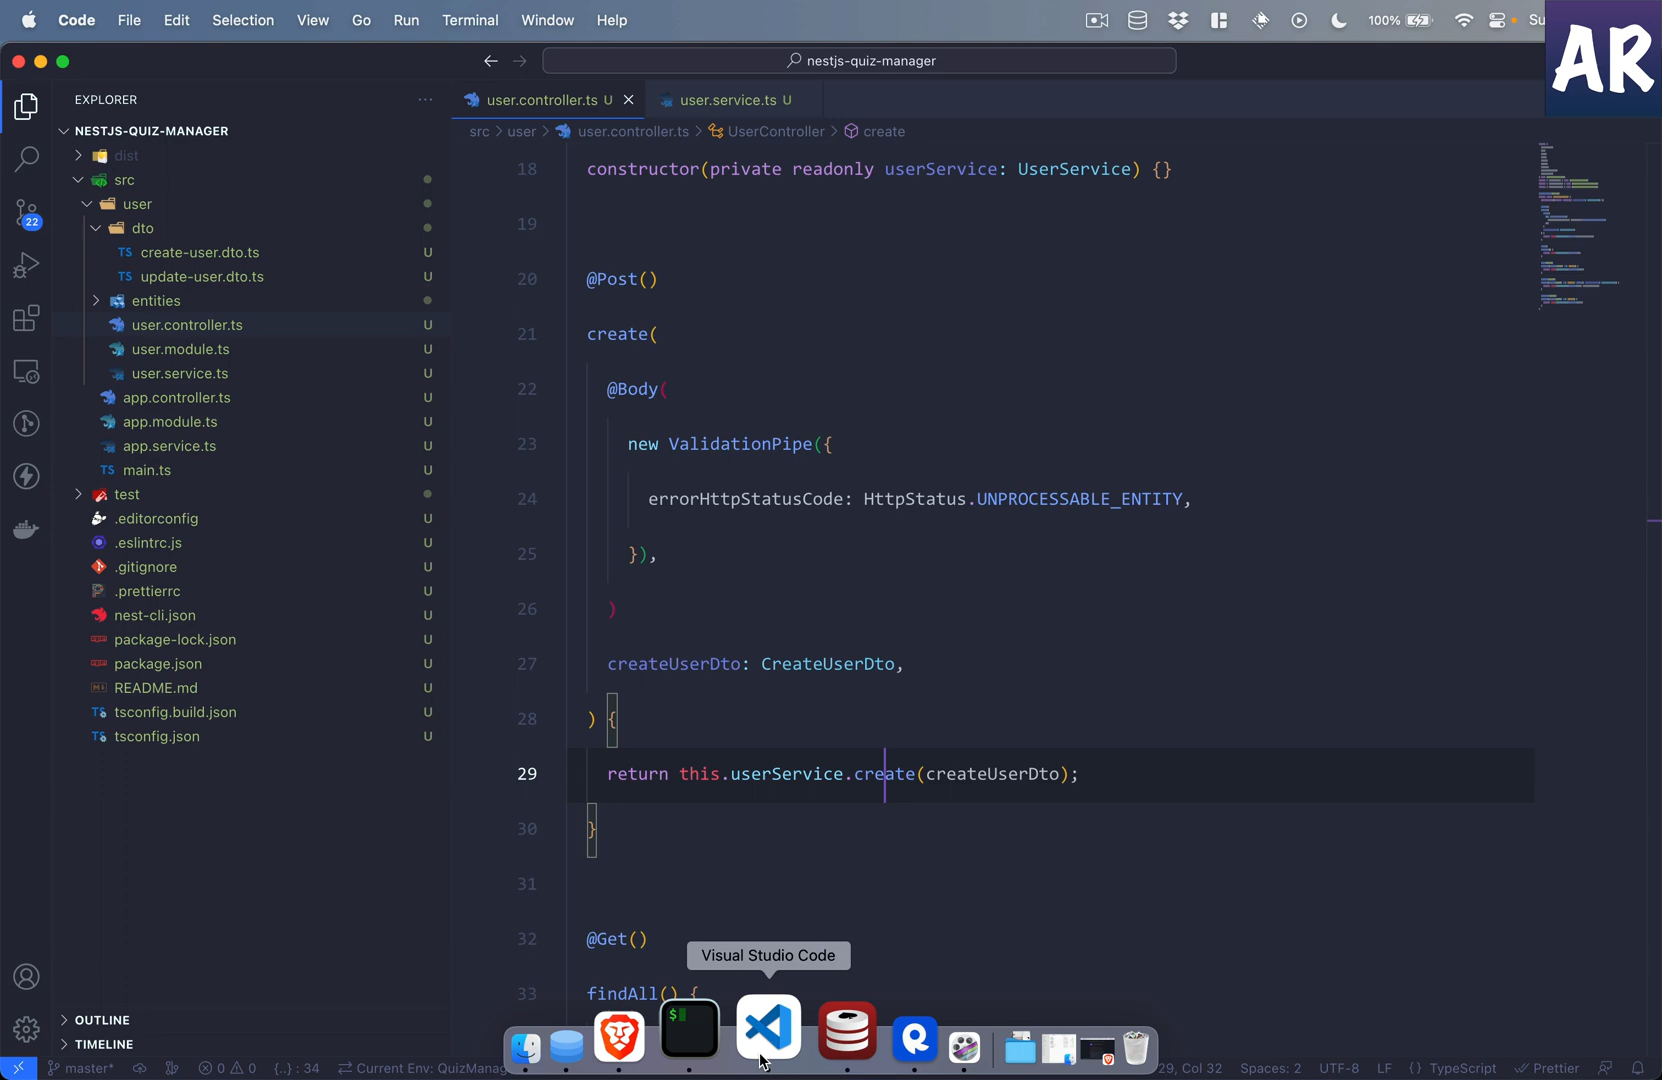 Code File Edit Selection View Go Run Terminal Window Help
100%
Su
AR
nestjs-quiz-manager
EXPLORER
user.controller.ts U
user.service.ts U
src > user > user.controller.ts > UserController > create
NESTJS-QUIZ-MANAGER
dist
src
user
dto
TS create-user.dto.ts U
TS update-user.dto.ts U
entities
user.controller.ts U
user.module.ts U
user.service.ts U
app.controller.ts U
app.module.ts U
app.service.ts U
TS main.ts U
test
.editorconfig U
.eslintrc.js U
.gitignore U
.prettierrc U
nest-cli.json U
package-lock.json U
package.json U
README.md U
TS tsconfig.build.json U
TS tsconfig.json U
22
OUTLINE
TIMELINE
18 constructor(private readonly userService: UserService) {}
19
20 @Post()
21 create(
22 @Body(
23 new ValidationPipe({
24 errorHttpStatusCode: HttpStatus.UNPROCESSABLE_ENTITY,
25 }),
26 )
27 createUserDto: CreateUserDto,
28 ) {
29 return this.userService.create(createUserDto);
30 }
31
32 @Get()
33 findAll() {
Visual Studio Code
$
master* 0 0 {..} : 34 Current Env: QuizManag
29, Col 32 Spaces: 2 UTF-8 LF {} TypeScript Prettier